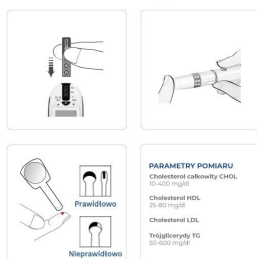 Prawidłowo
Nieprawidłowo
PARAMETRY POMIARU
Cholesterol całkowity CHOL
10-400 mg/dl
Cholesterol HDL
25-80 mg/dl
Cholesterol LDL
Trójglicerydy TG
50-600 mg/dl